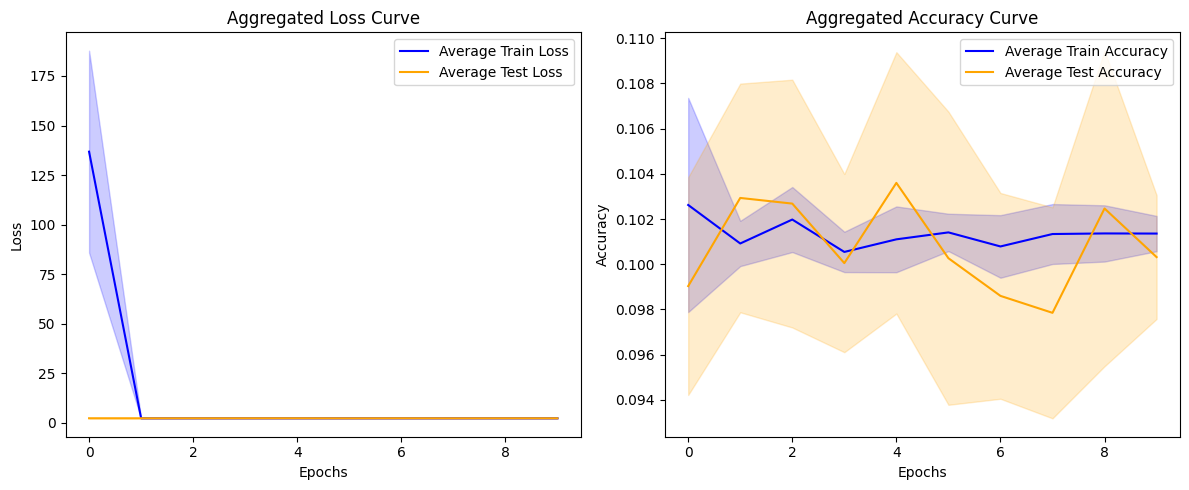 Aggregated Loss Curve
Average Train Loss
Average Test Loss
175
150
125
100
75
50
25
0
Loss
0 2 4 6 8
Epochs
Aggregated Accuracy Curve
Average Train Accuracy
Average Test Accuracy
0.110
0.108
0.106
0.104
0.102
0.100
0.098
0.096
0.094
Accuracy
0 2 4 6 8
Epochs